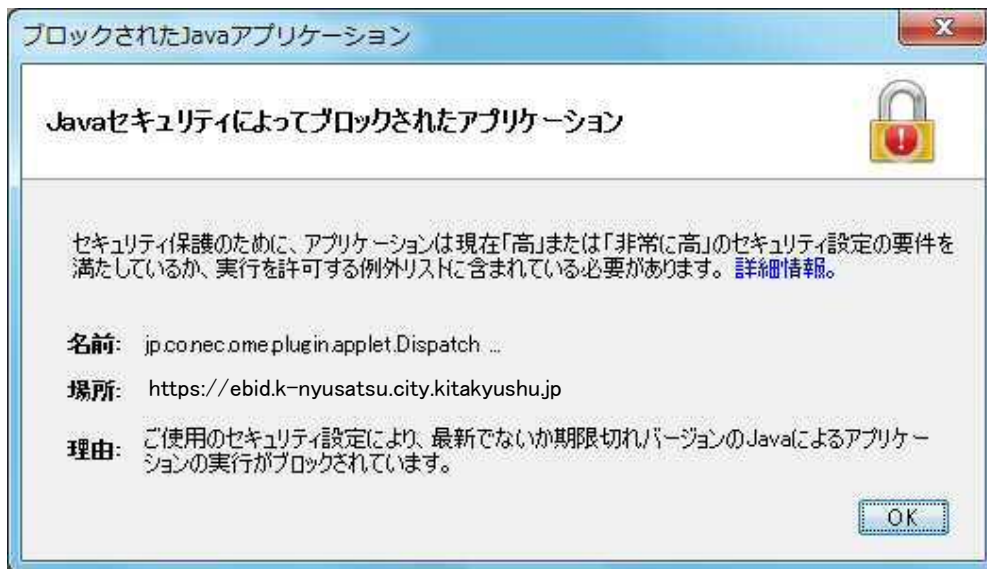 ブロックされたJavaアプリケーション
Javaセキュリティによってブロックされたアプリケーション
セキュリティ保護のために、アプリケーションは現在「高」または「非常に高」のセキュリティ設定の要件を
満たしているか、実行を許可する例外リストに含まれている必要があります。 詳細情報。
名前: jp.co.nec.ome.plugin.applet.Dispatch ...
場所: https://ebid.k-nyusatsu.city.kitakyushu.jp
理由: ご使用のセキュリティ設定により、最新でないか期限切れバージョンのJavaによるアプリケー
ションの実行がブロックされています。
OK